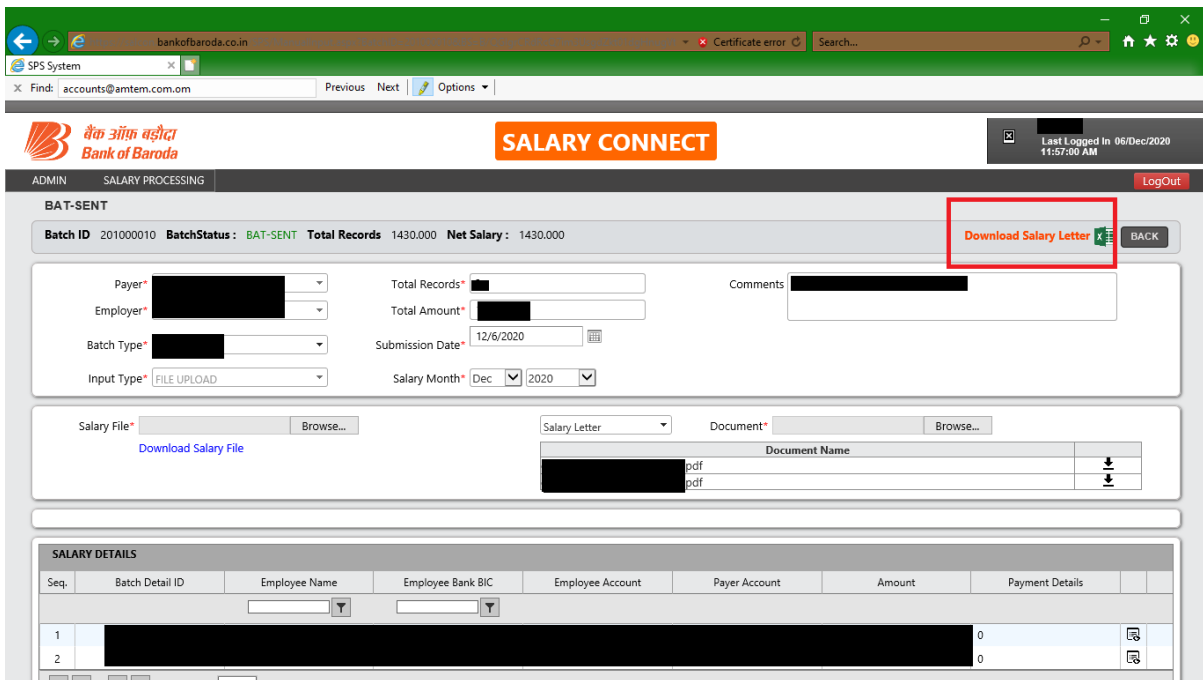 bankofbaroda.co.in Certificate error Search...
SPS System
Find: accounts@amtem.com.om Previous Next Options
बैंक ऑफ़ बड़ौदा
Bank of Baroda
SALARY CONNECT
Last Logged In 06/Dec/2020
11:57:00 AM
ADMIN SALARY PROCESSING LogOut
BAT-SENT
Batch ID 201000010 BatchStatus : BAT-SENT Total Records 1430.000 Net Salary : 1430.000 Download Salary Letter BACK
Payer* Total Records* Comments
Employer* Total Amount*
Batch Type* Submission Date* 12/6/2020
Input Type* FILE UPLOAD Salary Month* Dec 2020
Salary File* Browse... Salary Letter Document* Browse...
Download Salary File
Document Name
pdf
pdf
SALARY DETAILS
Seq. Batch Detail ID Employee Name Employee Bank BIC Employee Account Payer Account Amount Payment Details
1 0
2 0